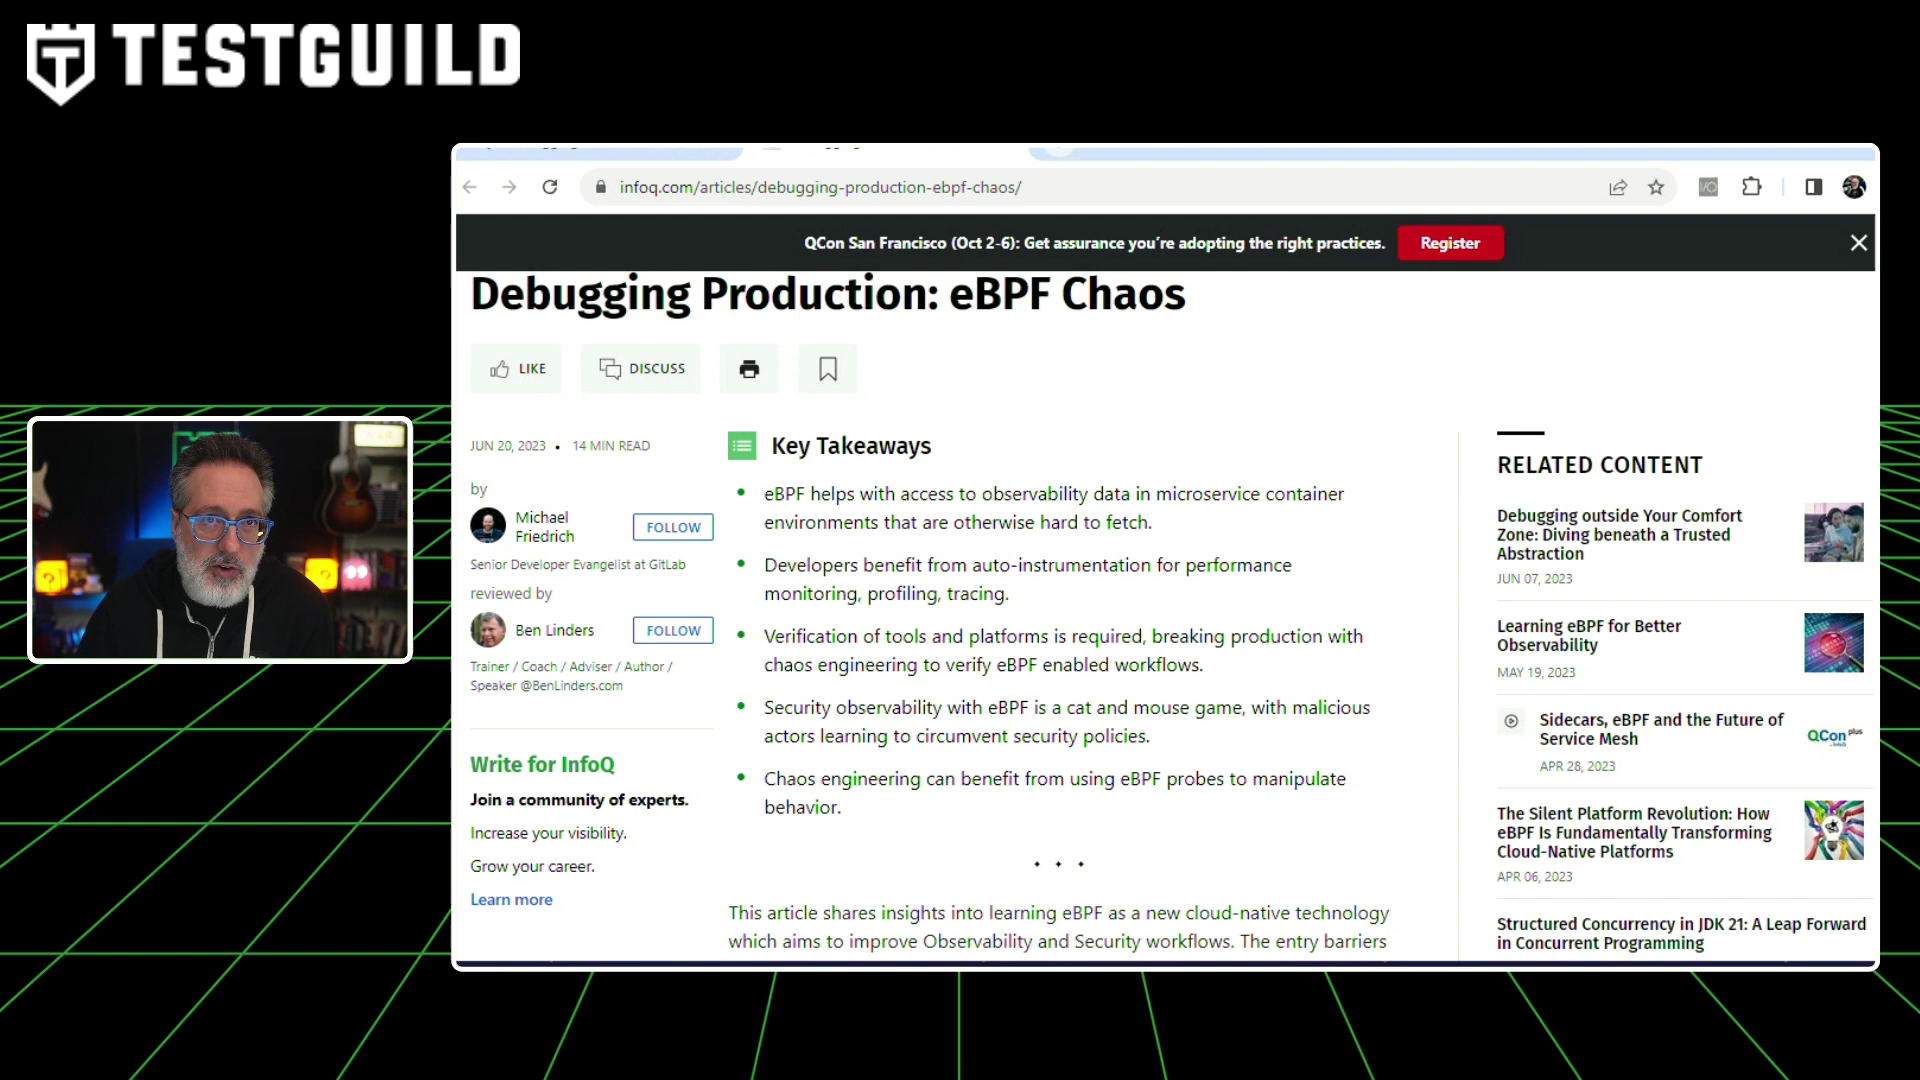 TESTGUILD
infoq.com/articles/debugging-production-ebpf-chaos/
QCon San Francisco (Oct 2-6): Get assurance you're adopting the right practices.
Register
Debugging Production: eBPF Chaos
LIKE
DISCUSS
JUN 20, 2023 • 14 MIN READ
by
Michael
Friedrich
FOLLOW
Senior Developer Evangelist at GitLab
reviewed by
Ben Linders
FOLLOW
Trainer / Coach / Adviser / Author /
Speaker @BenLinders.com
Write for InfoQ
Join a community of experts.
Increase your visibility.
Grow your career.
Learn more
Key Takeaways
• eBPF helps with access to observability data in microservice container
environments that are otherwise hard to fetch.
• Developers benefit from auto-instrumentation for performance
monitoring, profiling, tracing.
• Verification of tools and platforms is required, breaking production with
chaos engineering to verify eBPF enabled workflows.
• Security observability with eBPF is a cat and mouse game, with malicious
actors learning to circumvent security policies.
• Chaos engineering can benefit from using eBPF probes to manipulate
behavior.
• • •
This article shares insights into learning eBPF as a new cloud-native technology
which aims to improve Observability and Security workflows. The entry barriers
RELATED CONTENT
Debugging outside Your Comfort
Zone: Diving beneath a Trusted
Abstraction
JUN 07, 2023
Learning eBPF for Better
Observability
MAY 19, 2023
Sidecars, eBPF and the Future of
Service Mesh
APR 28, 2023
QCon plus
The Silent Platform Revolution: How
eBPF Is Fundamentally Transforming
Cloud-Native Platforms
APR 06, 2023
Structured Concurrency in JDK 21: A Leap Forward
in Concurrent Programming